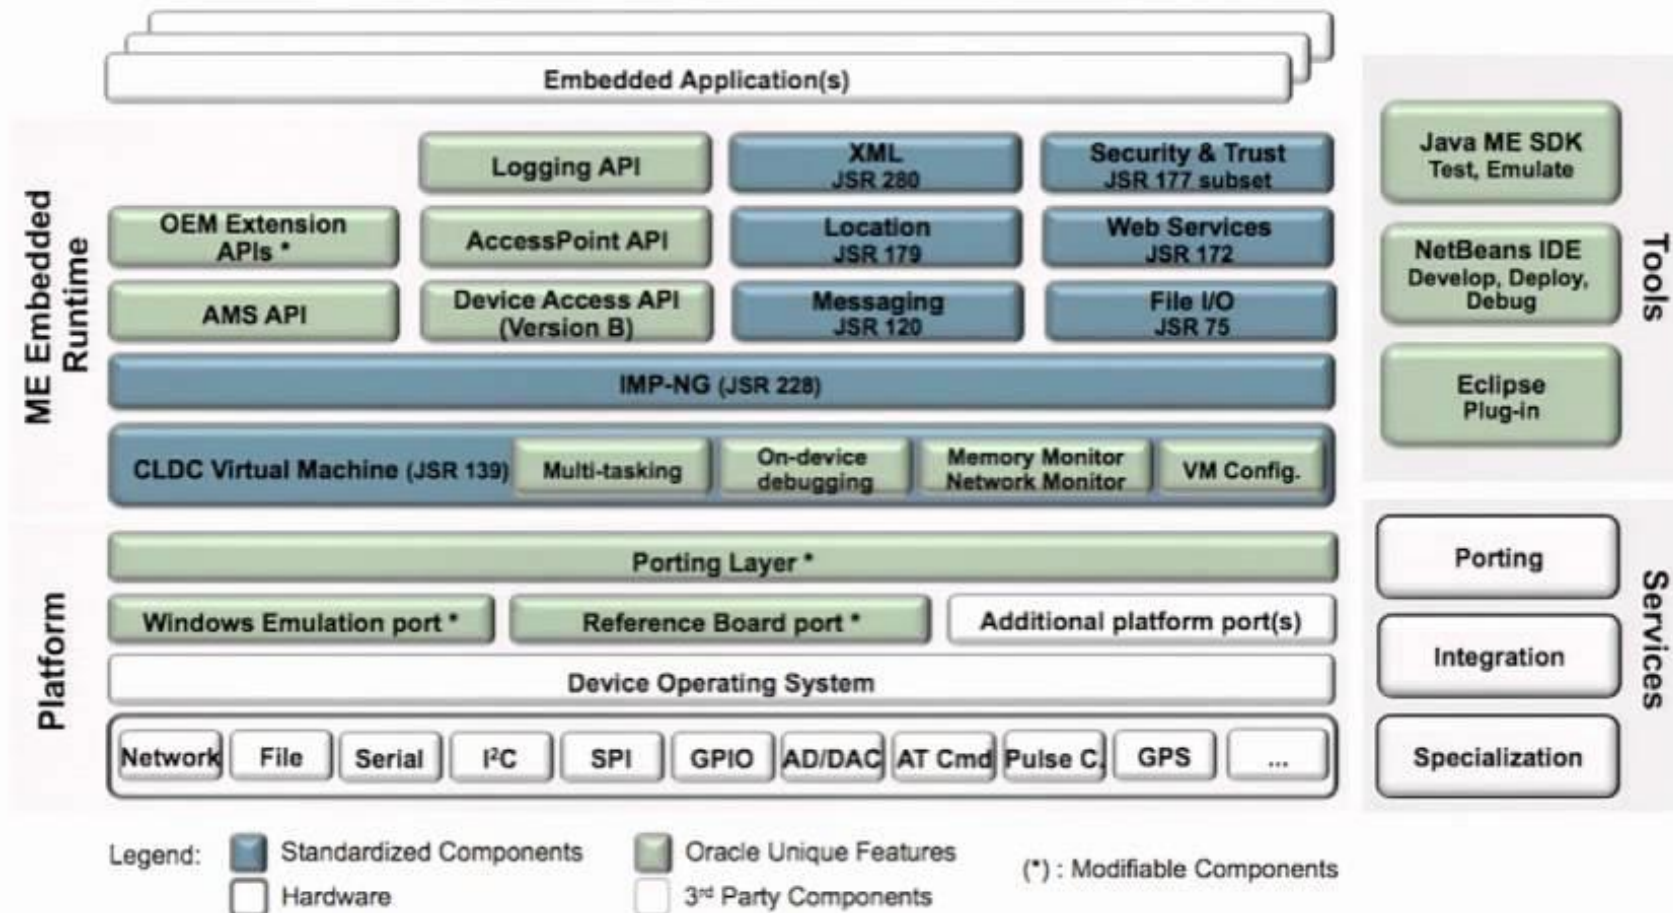 Embedded Application(s)
ME Embedded
Runtime
Logging API
XML
JSR 280
Security & Trust
JSR 177 subset
OEM Extension
APIs *
AccessPoint API
Location
JSR 179
Web Services
JSR 172
AMS API
Device Access API
(Version B)
Messaging
JSR 120
File I/O
JSR 75
IMP-NG (JSR 228)
CLDC Virtual Machine (JSR 139)
Multi-tasking
On-device
debugging
Memory Monitor
Network Monitor
VM Config.
Platform
Porting Layer *
Windows Emulation port *
Reference Board port *
Additional platform port(s)
Device Operating System
Network
File
Serial
I²C
SPI
GPIO
AD/DAC
AT Cmd
Pulse C.
GPS
...
Tools
Java ME SDK
Test, Emulate
NetBeans IDE
Develop, Deploy,
Debug
Eclipse
Plug-in
Services
Porting
Integration
Specialization
Legend:
Standardized Components
Oracle Unique Features
(*) : Modifiable Components
Hardware
3rd Party Components